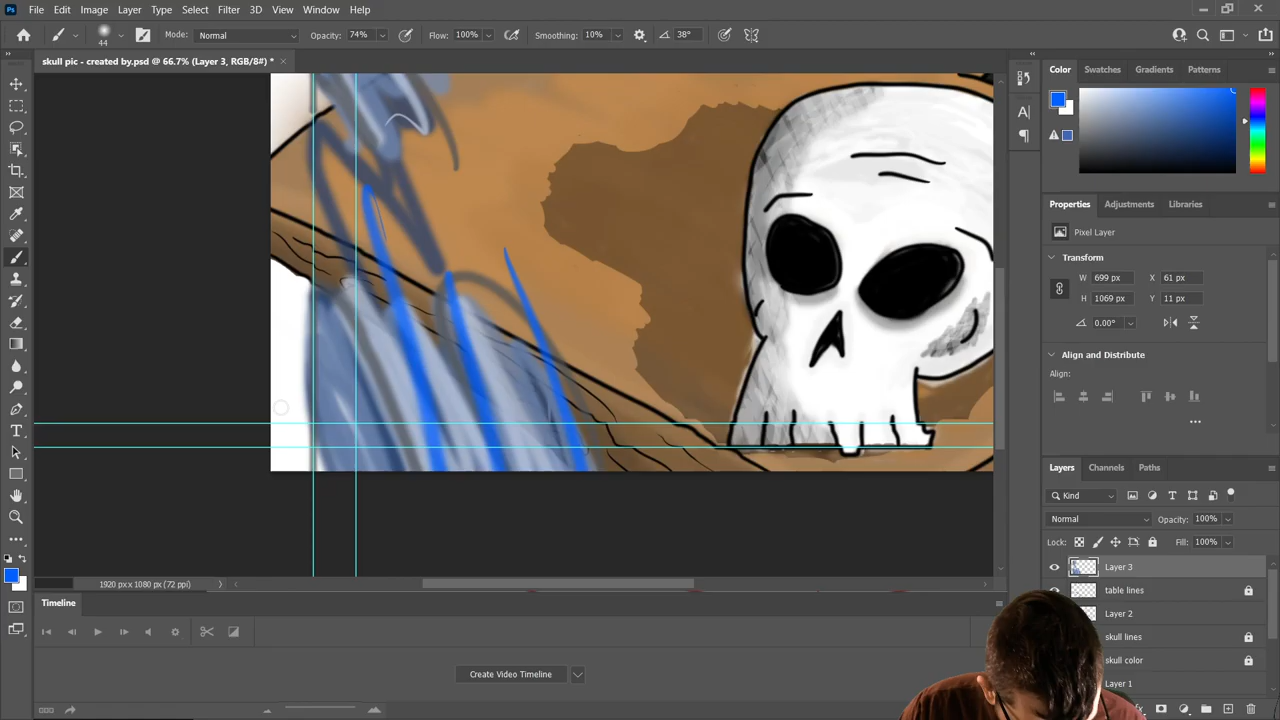 Ps File Edit Image Layer Type Select Filter 3D View Window Help
44 Mode: Normal Opacity: 74% Flow: 100% Smoothing: 10% 38°
skull pic - created by.psd @ 66.7% (Layer 3, RGB/8#) *
Color Swatches Gradients Patterns
Properties Adjustments Libraries
Pixel Layer
Transform
W 699 px X 61 px
H 1069 px Y 11 px
0.00°
Align and Distribute
Align:
Layers Channels Paths
Kind
Normal Opacity: 100%
Lock: Fill: 100%
Layer 3
table lines
Layer 2
skull lines
skull color
Layer 1
1920 px x 1080 px (72 ppi)
Timeline
Create Video Timeline